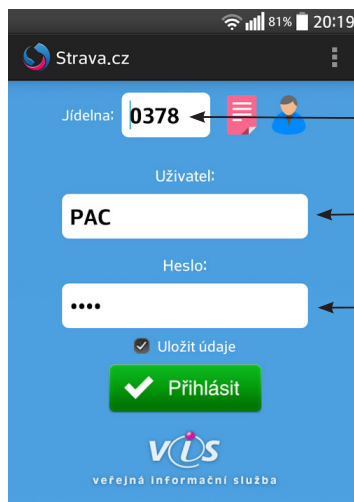 81% 20:19
Strava.cz
Jídelna: 0378
Uživatel:
PAC
Heslo:
••••
Uložit údaje
Přihlásit
vis
veřejná informační služba